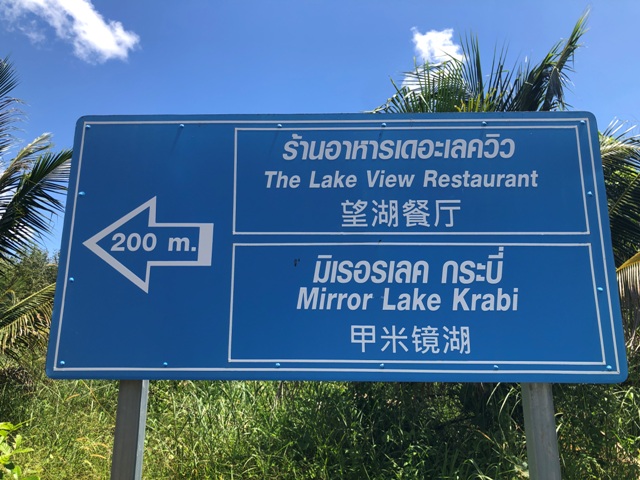 200 m.
ร้านอาหารเดอะเลควิว
The Lake View Restaurant
望湖餐厅
มิเรอรเลค กระบี่
Mirror Lake Krabi
甲米镜湖